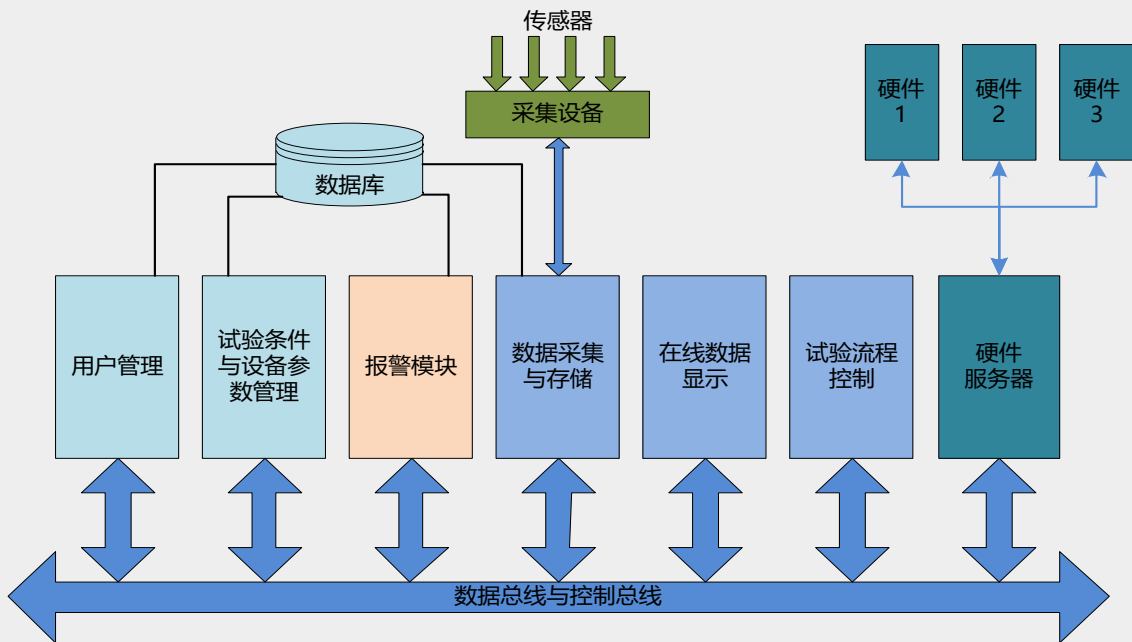 传感器
采集设备
硬件
1
硬件
2
硬件
3
数据库
用户管理
试验条件
与设备参
数管理
报警模块
数据采集
与存储
在线数据
显示
试验流程
控制
硬件
服务器
数据总线与控制总线